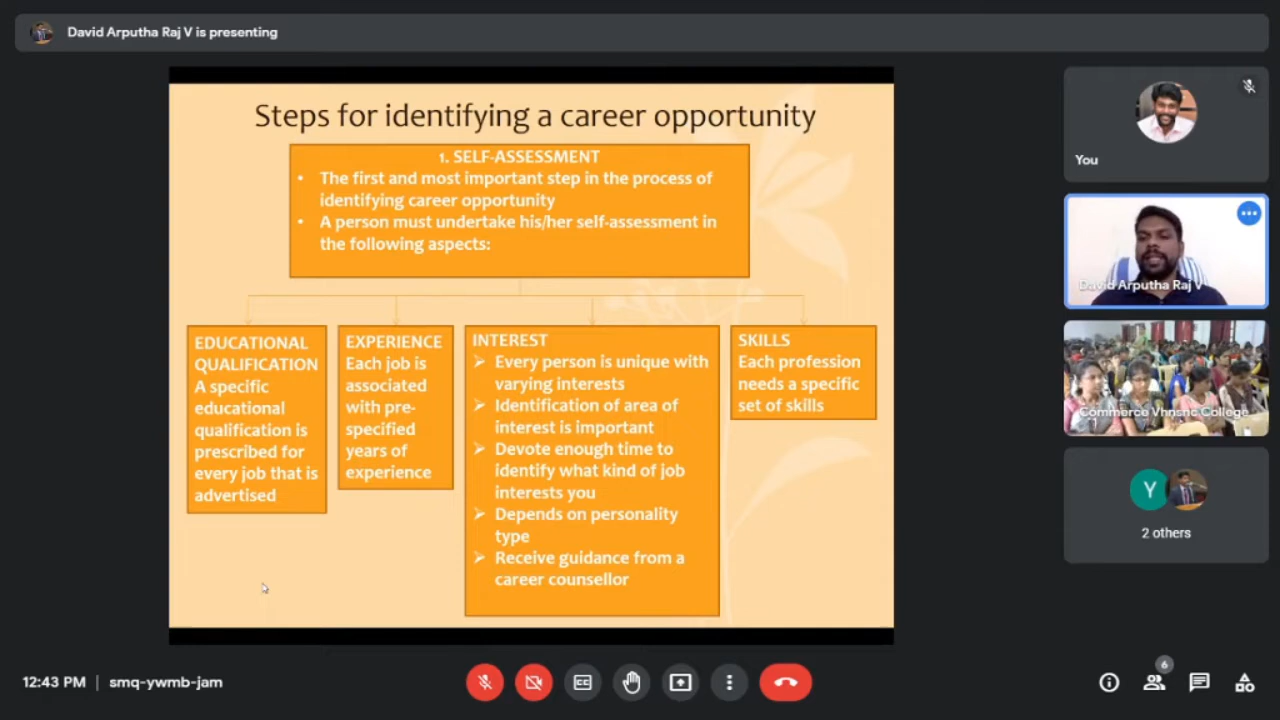 David Arputha Raj V is presenting
Steps for identifying a career opportunity
1. SELF-ASSESSMENT
• The first and most important step in the process of
identifying career opportunity
• A person must undertake his/her self-assessment in
the following aspects:
EDUCATIONAL
QUALIFICATION
A specific
educational
qualification is
prescribed for
every job that is
advertised
EXPERIENCE
Each job is
associated
with pre-
specified
years of
experience
INTEREST
➢ Every person is unique with
varying interests
➢ Identification of area of
interest is important
➢ Devote enough time to
identify what kind of job
interests you
➢ Depends on personality
type
➢ Receive guidance from a
career counsellor
SKILLS
Each profession
needs a specific
set of skills
You
David Arputha Raj V
Commerce Vhnsnc College
Y
2 others
12:43 PM | smq-ywmb-jam
CC
6